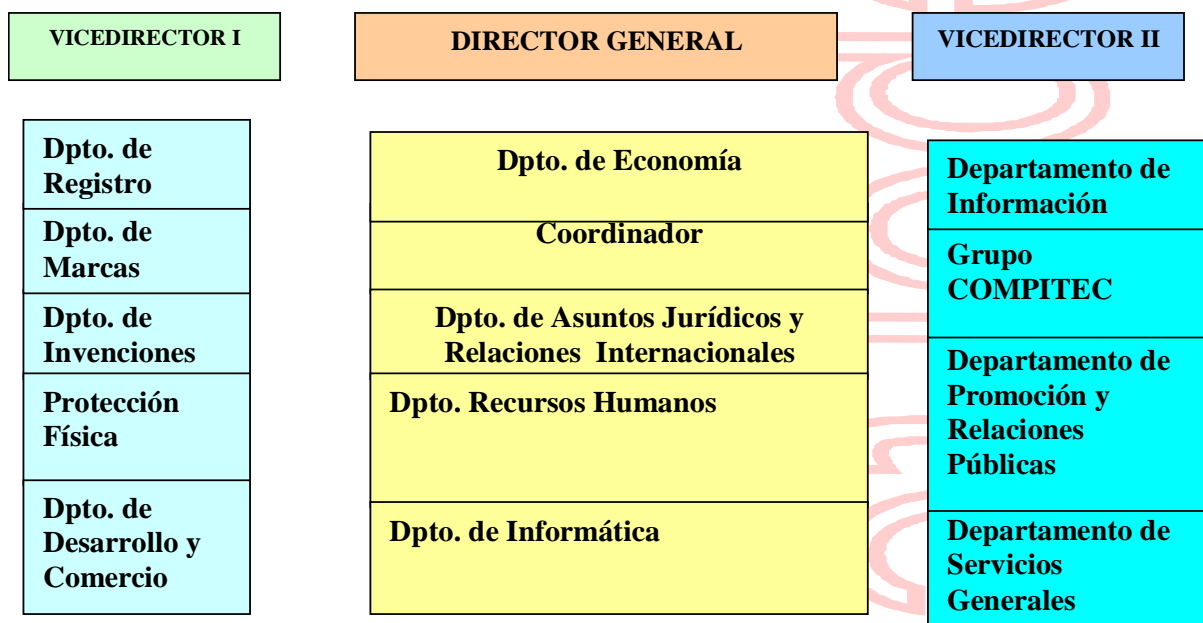 VICEDIRECTOR I
DIRECTOR GENERAL
VICEDIRECTOR II
Dpto. de
Registro
Dpto. de
Marcas
Dpto. de
Invenciones
Protección
Física
Dpto. de
Desarrollo y
Comercio
Dpto. de Economía
Coordinador
Dpto. de Asuntos Jurídicos y
Relaciones Internacionales
Dpto. Recursos Humanos
Dpto. de Informática
Departamento de
Información
Grupo
COMPITEC
Departamento de
Promoción y
Relaciones
Públicas
Departamento de
Servicios
Generales